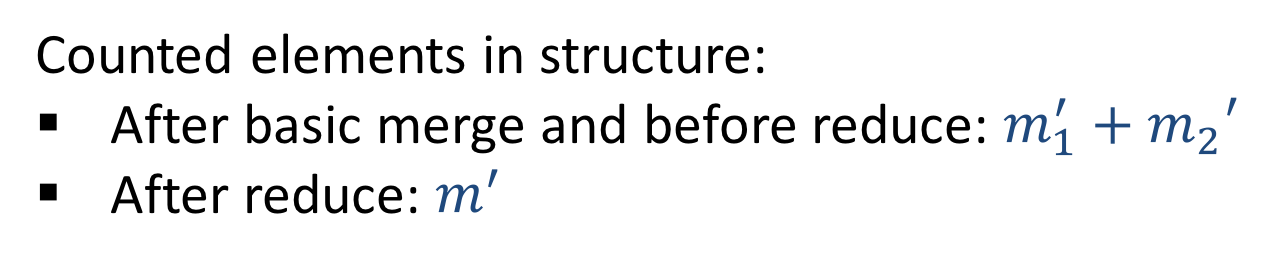 Counted elements in structure:
▪ After basic merge and before reduce: m′₁ + m₂′
▪ After reduce: m′